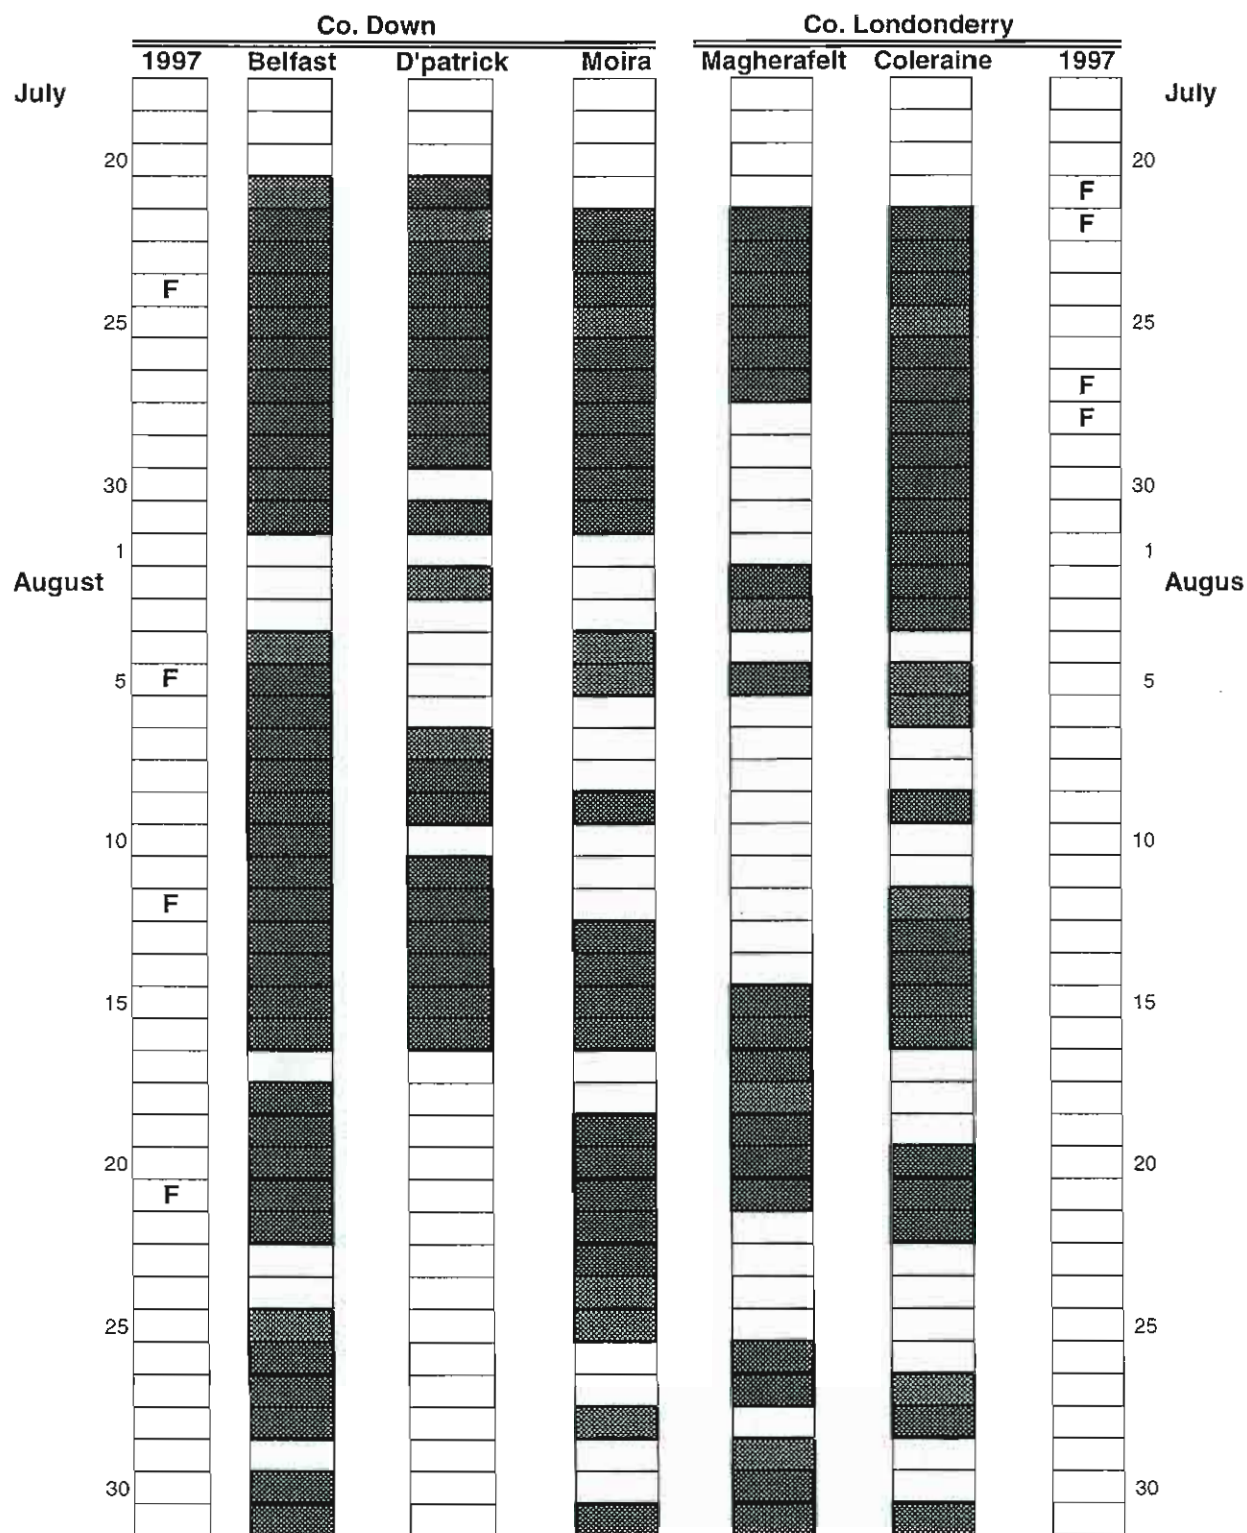 Co. Down Co. Londonderry
1997 Belfast D'patrick Moira Magherafelt Coleraine 1997
July July
20 20
F
F
F
25 25
F
F
30 30
1 1
August Augus
5 F 5
10 10
F
15 15
20 20
F
25 25
30 30